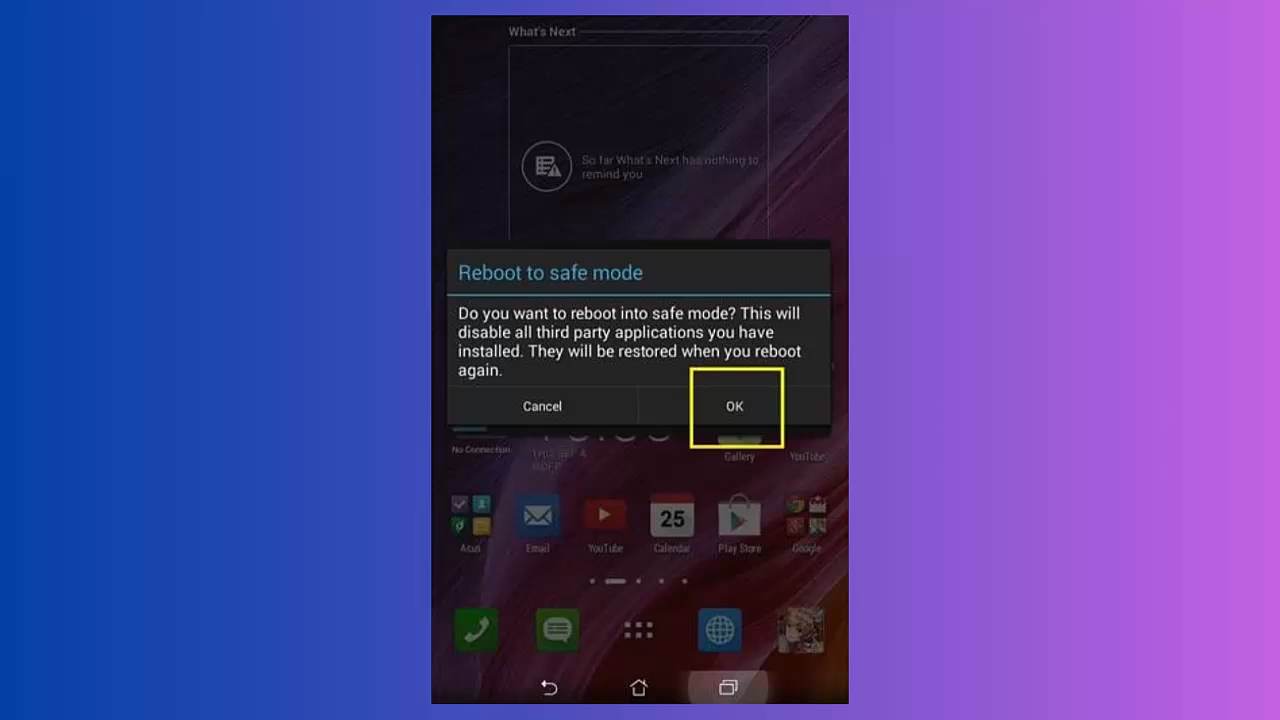 What's Next
So far What's Next has nothing to
remind you
Reboot to safe mode
Do you want to reboot into safe mode? This will
disable all third party applications you have
installed. They will be restored when you reboot
again.
Cancel
OK
No Connection
Gallery
YouTube
25
Asus
Email
YouTube
Calendar
Play Store
Google